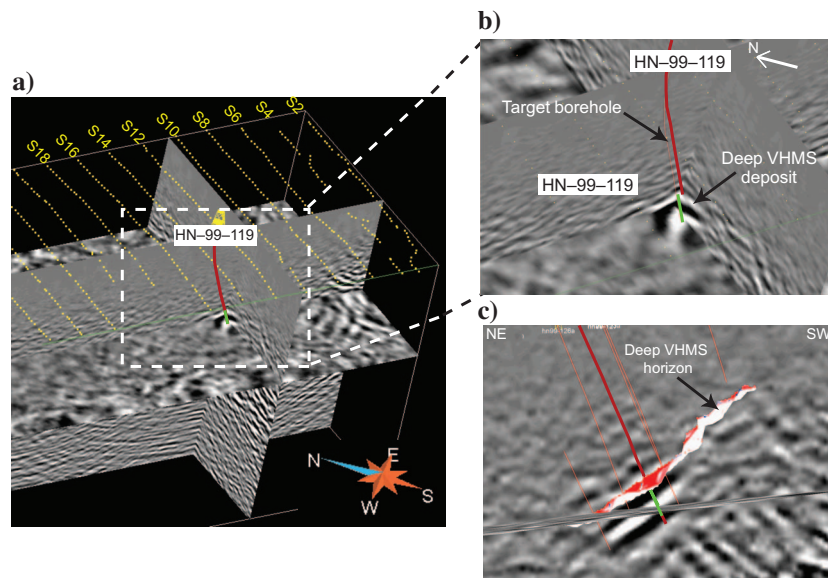 a)
S18
S16
S14
S12
S10
S8
S6
S4
S2
HN–99–119
N
E
W
S
b)
N
HN–99–119
Target borehole
HN–99–119
Deep VHMS
deposit
c)
NE
SW
Deep VHMS
horizon